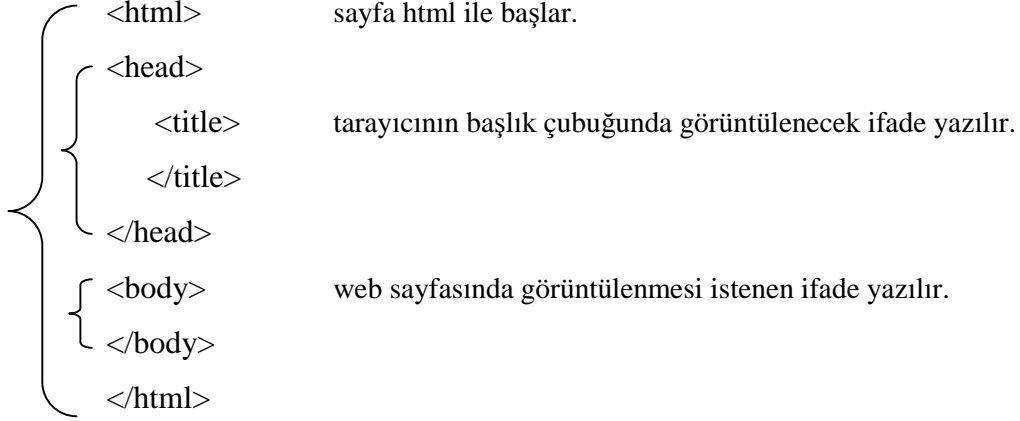 <html> sayfa html ile başlar.
<head>
<title> tarayıcının başlık çubuğunda görüntülenecek ifade yazılır.
</title>
</head>
<body> web sayfasında görüntülenmesi istenen ifade yazılır.
</body>
</html>